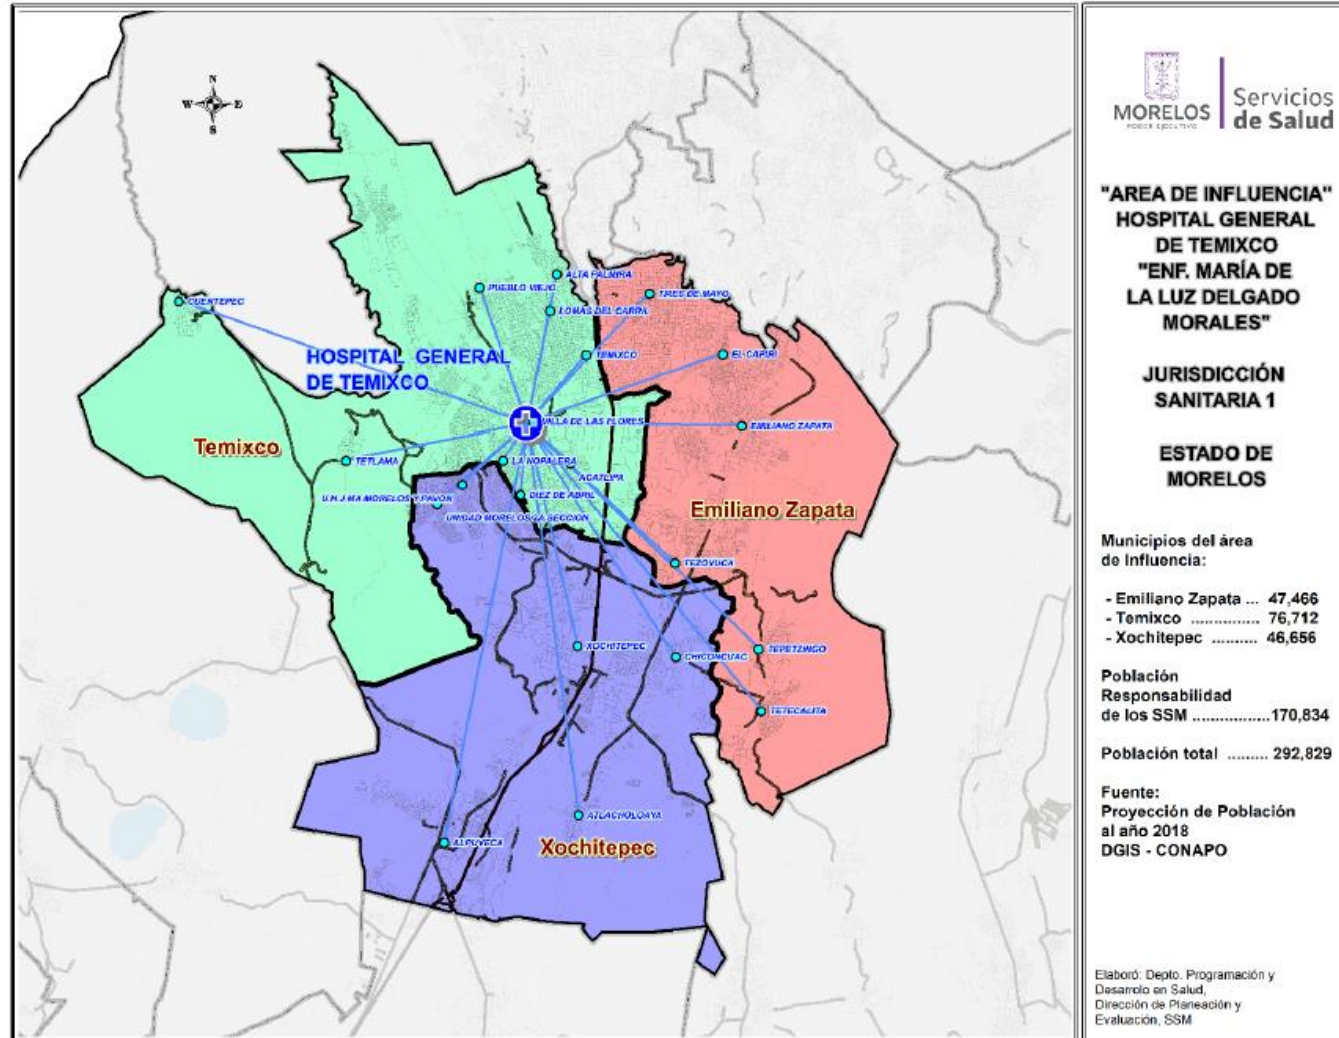 N
W E
S
CUENTEPEC
PUEBLO VIEJO
ALTA PALMIRA
LOMAS DEL CARRIL
TRES DE MAYO
HOSPITAL GENERAL
DE TEMIXCO
TEMIXCO
EL CAPIRI
VILLA DE LAS FLORES
EMILIANO ZAPATA
Temixco
TETLAMA
LA NOPALERA
ACATLIPA
U.H.J MA MORELOS Y PAVON
DIEZ DE ABRIL
UNIDAD MORELOS 1A SECCION
Emiliano Zapata
TEZOYUCA
XOCHITEPEC
CHICONCUAC
TEPETZINGO
TETECALITA
ATLACHOLOAYA
ALPUYECA
Xochitepec
MORELOS
PODER EJECUTIVO
Servicios
de Salud
"AREA DE INFLUENCIA"
HOSPITAL GENERAL
DE TEMIXCO
"ENF. MARÍA DE
LA LUZ DELGADO
MORALES"
JURISDICCIÓN
SANITARIA 1
ESTADO DE
MORELOS
Municipios del área
de Influencia:
- Emiliano Zapata ... 47,466
- Temixco ................ 76,712
- Xochitepec .......... 46,656
Población
Responsabilidad
de los SSM .................170,834
Población total ......... 292,829
Fuente:
Proyección de Población
al año 2018
DGIS - CONAPO
Elaboró: Depto. Programación y
Desarrolo en Salud,
Dirección de Planeación y
Evaluación, SSM